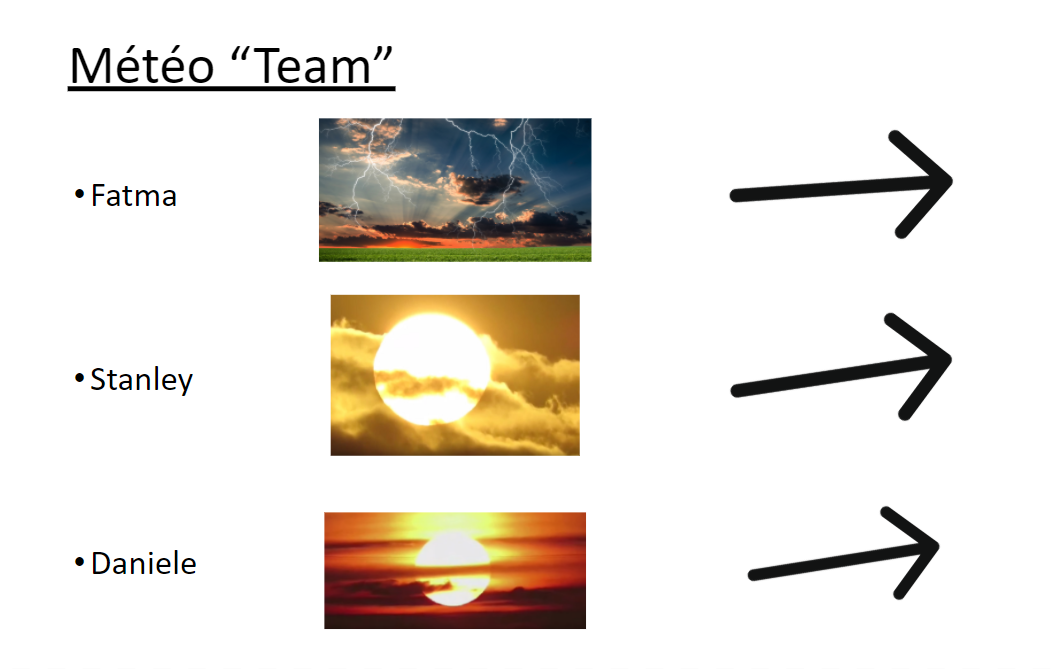 Météo “Team”
• Fatma
• Stanley
• Daniele